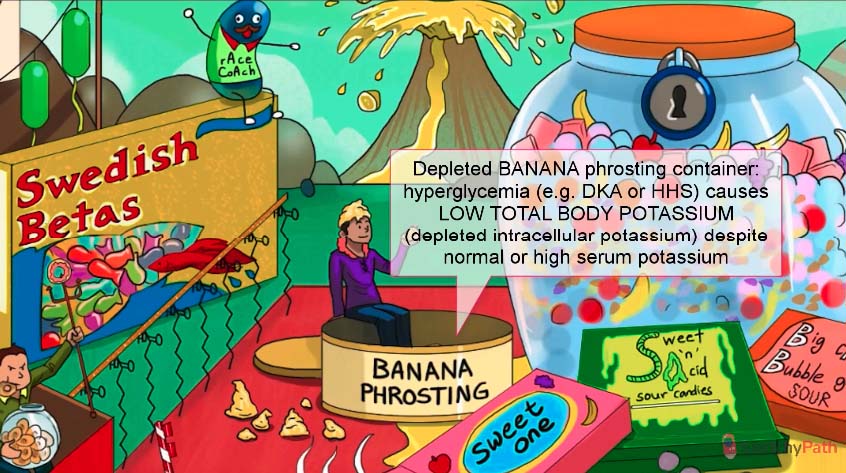 rAce
CoAch
Swedish
Betas
Depleted BANANA phrosting container:
hyperglycemia (e.g. DKA or HHS) causes
LOW TOTAL BODY POTASSIUM
(depleted intracellular potassium) despite
normal or high serum potassium
BANANA
PHROSTING
Sweet
one
Sweet
'n'
Acid
sour candies
Big
Bubble
SOUR
Path